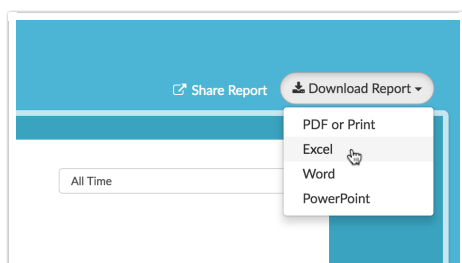 Share Report
Download Report
PDF or Print
Excel
Word
All Time
PowerPoint